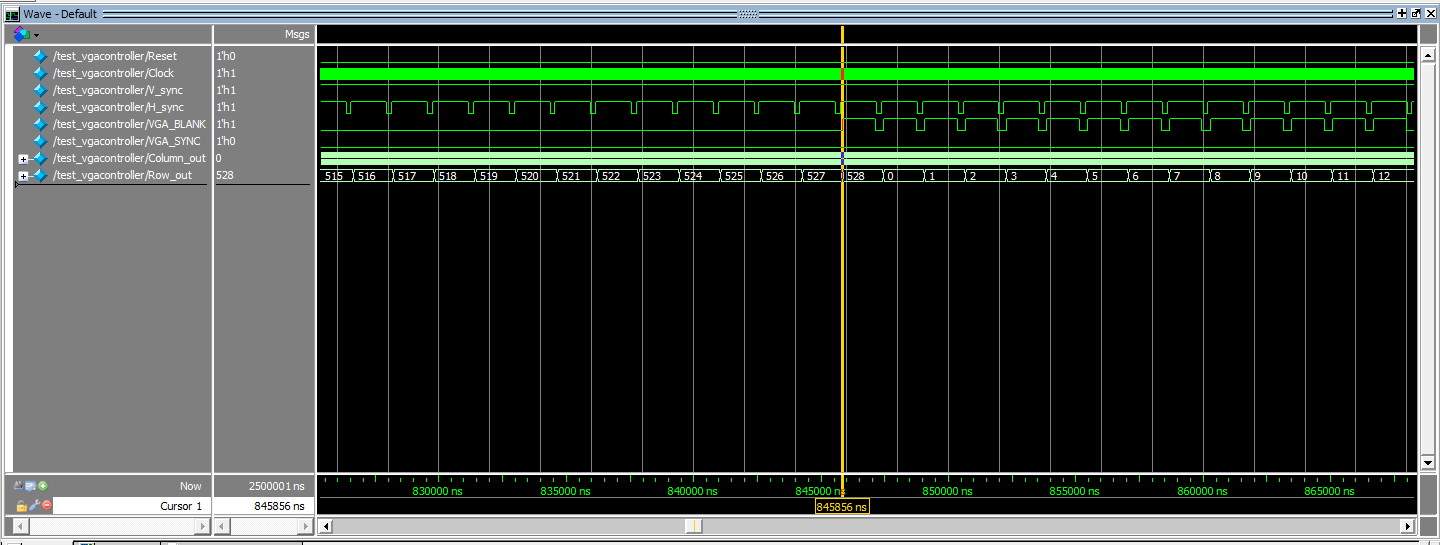 Wave - Default
Msgs
/test_vgacontroller/Reset 1'h0
/test_vgacontroller/Clock 1'h1
/test_vgacontroller/V_sync 1'h1
/test_vgacontroller/H_sync 1'h1
/test_vgacontroller/VGA_BLANK 1'h1
/test_vgacontroller/VGA_SYNC 1'h0
/test_vgacontroller/Column_out 0
/test_vgacontroller/Row_out 528 515 516 517 518 519 520 521 522 523 524 525 526 527 528 0 1 2 3 4 5 6 7 8 9 10 11 12
Now 2500001 ns 830000 ns 835000 ns 840000 ns 845000 ns 850000 ns 855000 ns 860000 ns 865000 ns
Cursor 1 845856 ns 845856 ns